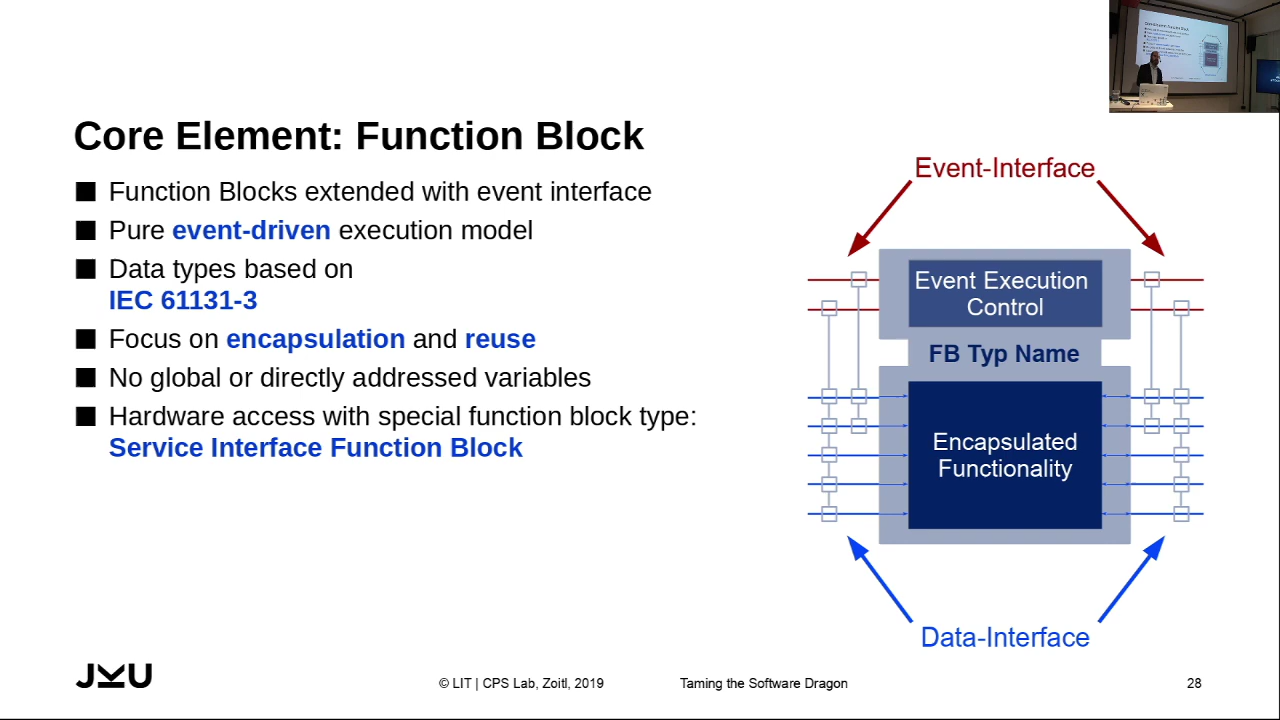 Core Element: Function Block
Function Blocks extended with event interface
Pure event-driven execution model
Data types based on
IEC 61131-3
Focus on encapsulation and reuse
No global or directly addressed variables
Hardware access with special function block type:
Service Interface Function Block
Event-Interface
Event Execution
Control
FB Typ Name
Encapsulated
Functionality
Data-Interface
JKU
© LIT | CPS Lab, Zoitl, 2019
Taming the Software Dragon
28